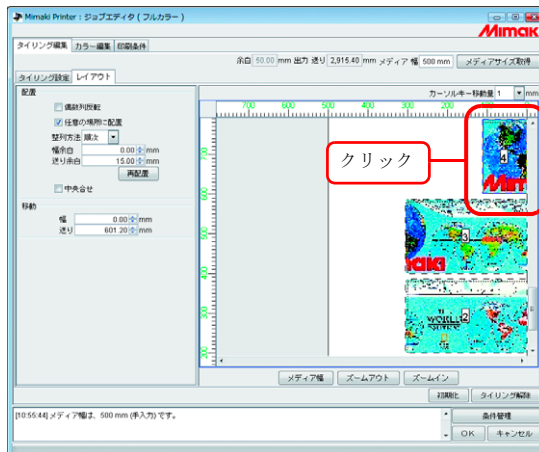 Mimaki Printer：ジョブエディタ ( フルカラー )
Mimaki
タイリング編集 カラー編集 印刷条件
余白 50.00 mm 出力 送り 2,915.40 mm メディア 幅 500 mm メディアサイズ取得
タイリング設定 レイアウト
配置
カーソルキー移動量 1 mm
偶数列反転
任意の場所に配置
整列方法 順次
幅余白 0.00 mm
送り余白 15.00 mm
再配置
中央合せ
移動
幅 0.00 mm
送り 601.20 mm
700 600 500 400 300 200 100 0
700
600
500
400
300
200
クリック
4
3
maki
WORLD
2
メディア幅 ズームアウト ズームイン
初期化 タイリング解除
[10:55:44] メディア幅は、500 mm (手入力) です。
条件管理
OK キャンセル